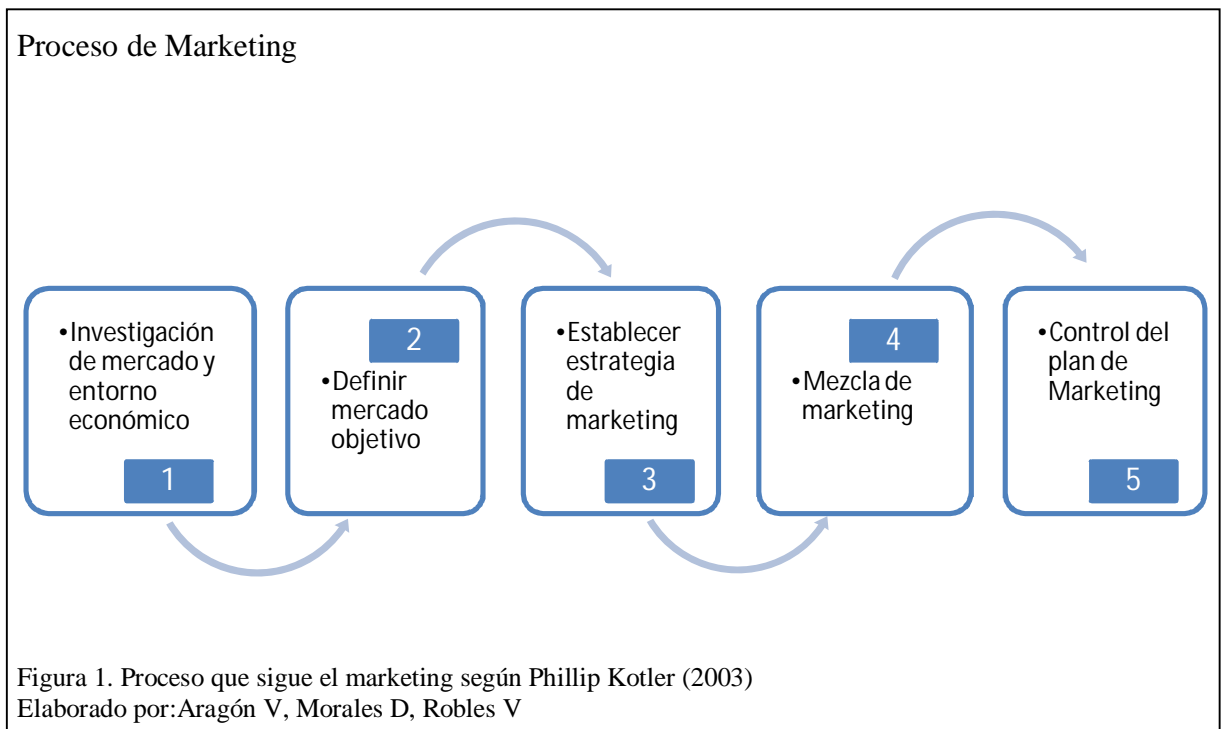 Proceso de Marketing
•Investigación
de mercado y
entorno
económico
1
2
•Definir
mercado
objetivo
•Establecer
estrategia
de
marketing
3
4
•Mezcla de
marketing
•Control del
plan de
Marketing
5
Figura 1. Proceso que sigue el marketing según Phillip Kotler (2003)
Elaborado por:Aragón V, Morales D, Robles V